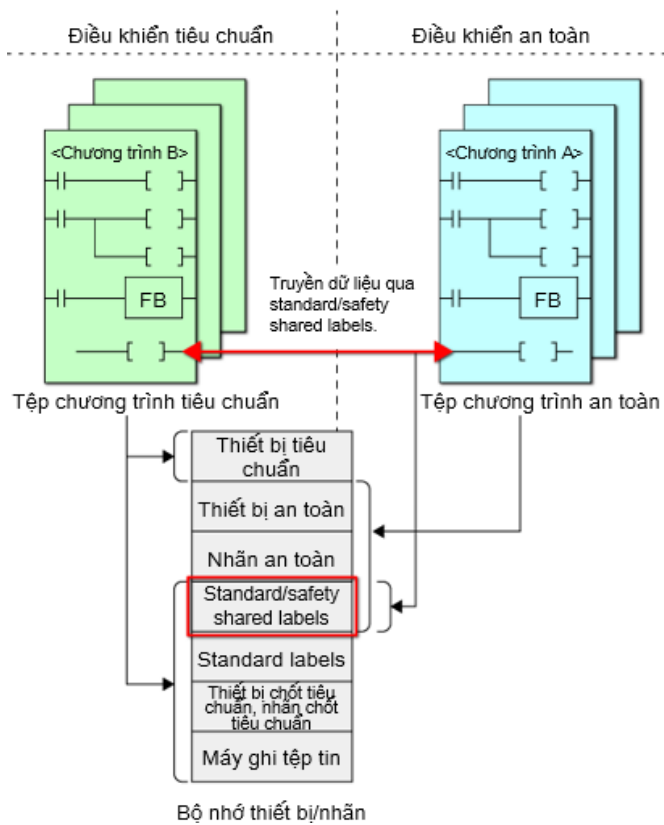 Điều khiển tiêu chuẩn
Điều khiển an toàn
<Chương trình B>
<Chương trình A>
FB
FB
Truyền dữ liệu qua
standard/safety
shared labels.
Tệp chương trình tiêu chuẩn
Tệp chương trình an toàn
Thiết bị tiêu
chuẩn
Thiết bị an toàn
Nhãn an toàn
Standard/safety
shared labels
Standard labels
Thiết bị chốt tiêu
chuẩn, nhãn chốt
tiêu chuẩn
Máy ghi tệp tin
Bộ nhớ thiết bị/nhãn